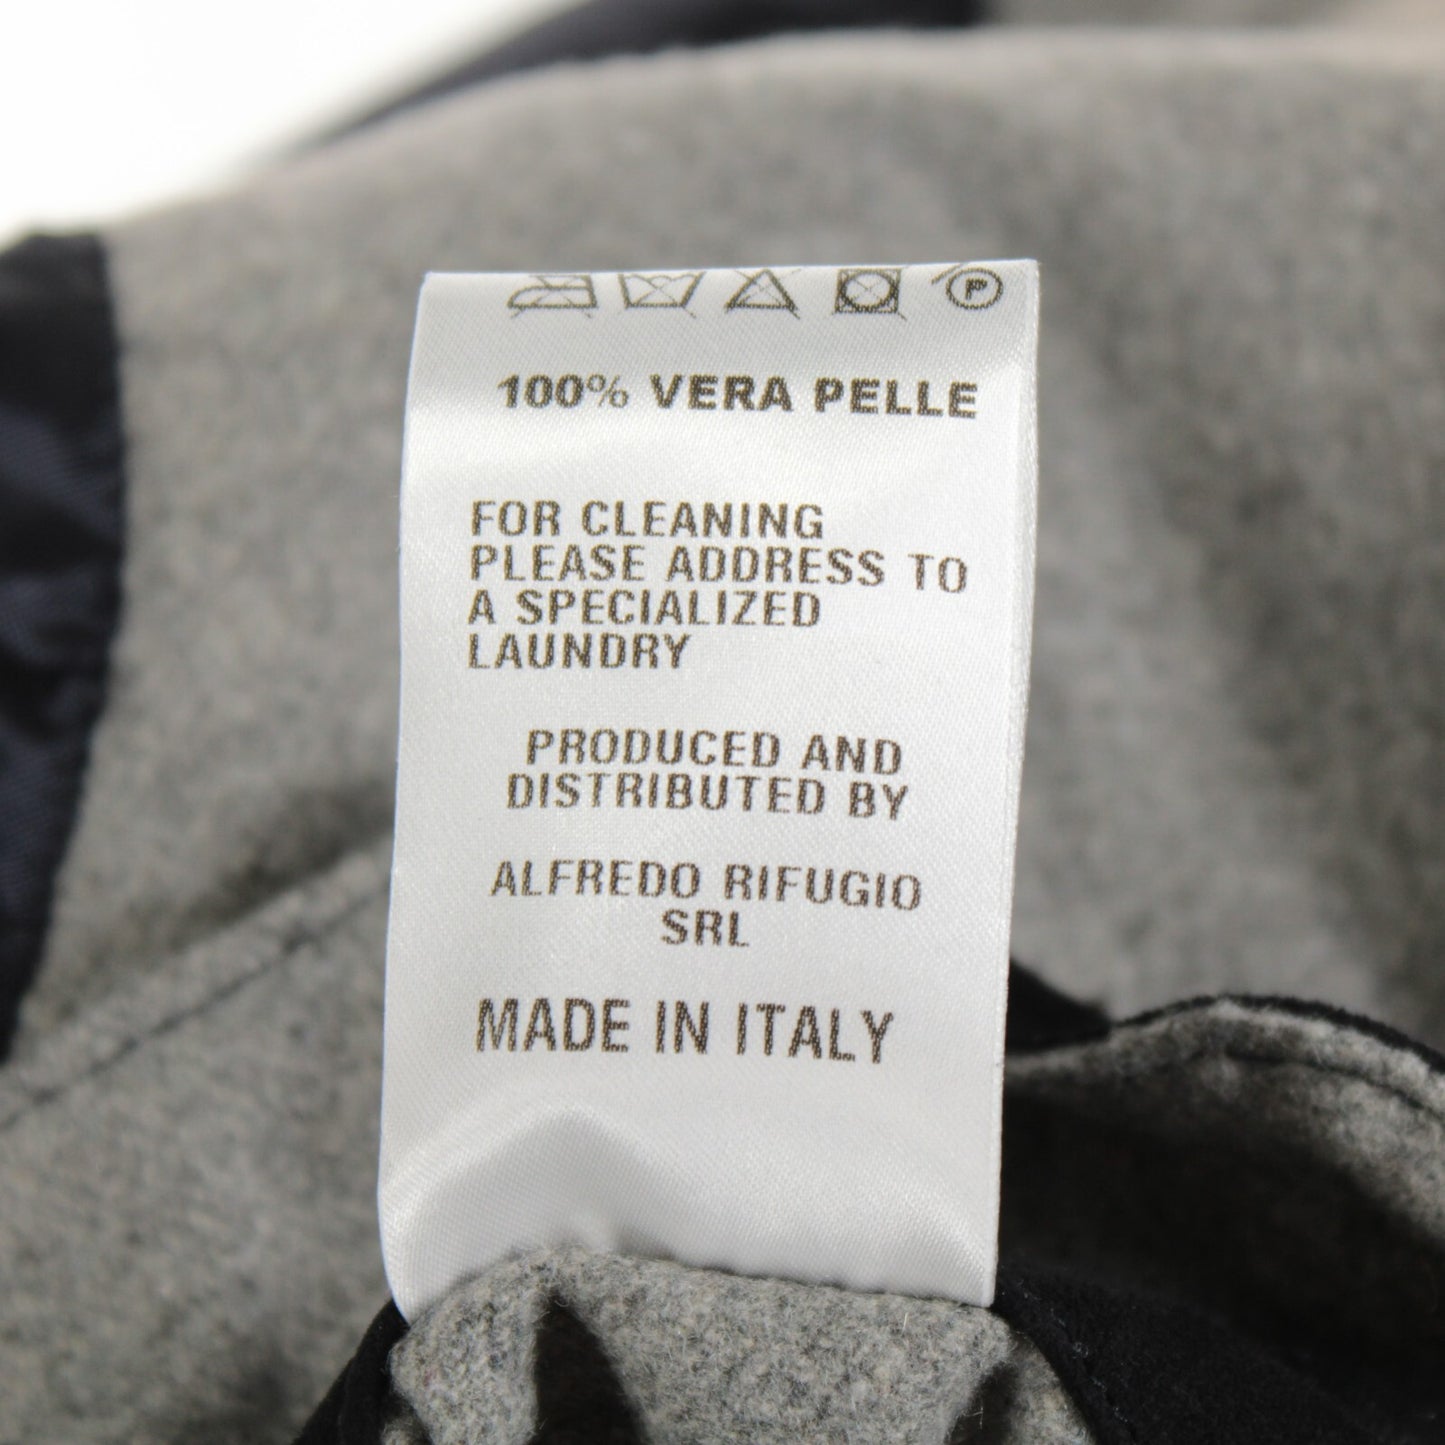 P
100% VERA PELLE
FOR CLEANING
PLEASE ADDRESS TO
A SPECIALIZED
LAUNDRY
PRODUCED AND
DISTRIBUTED BY
ALFREDO RIFUGIO
SRL
MADE IN ITALY